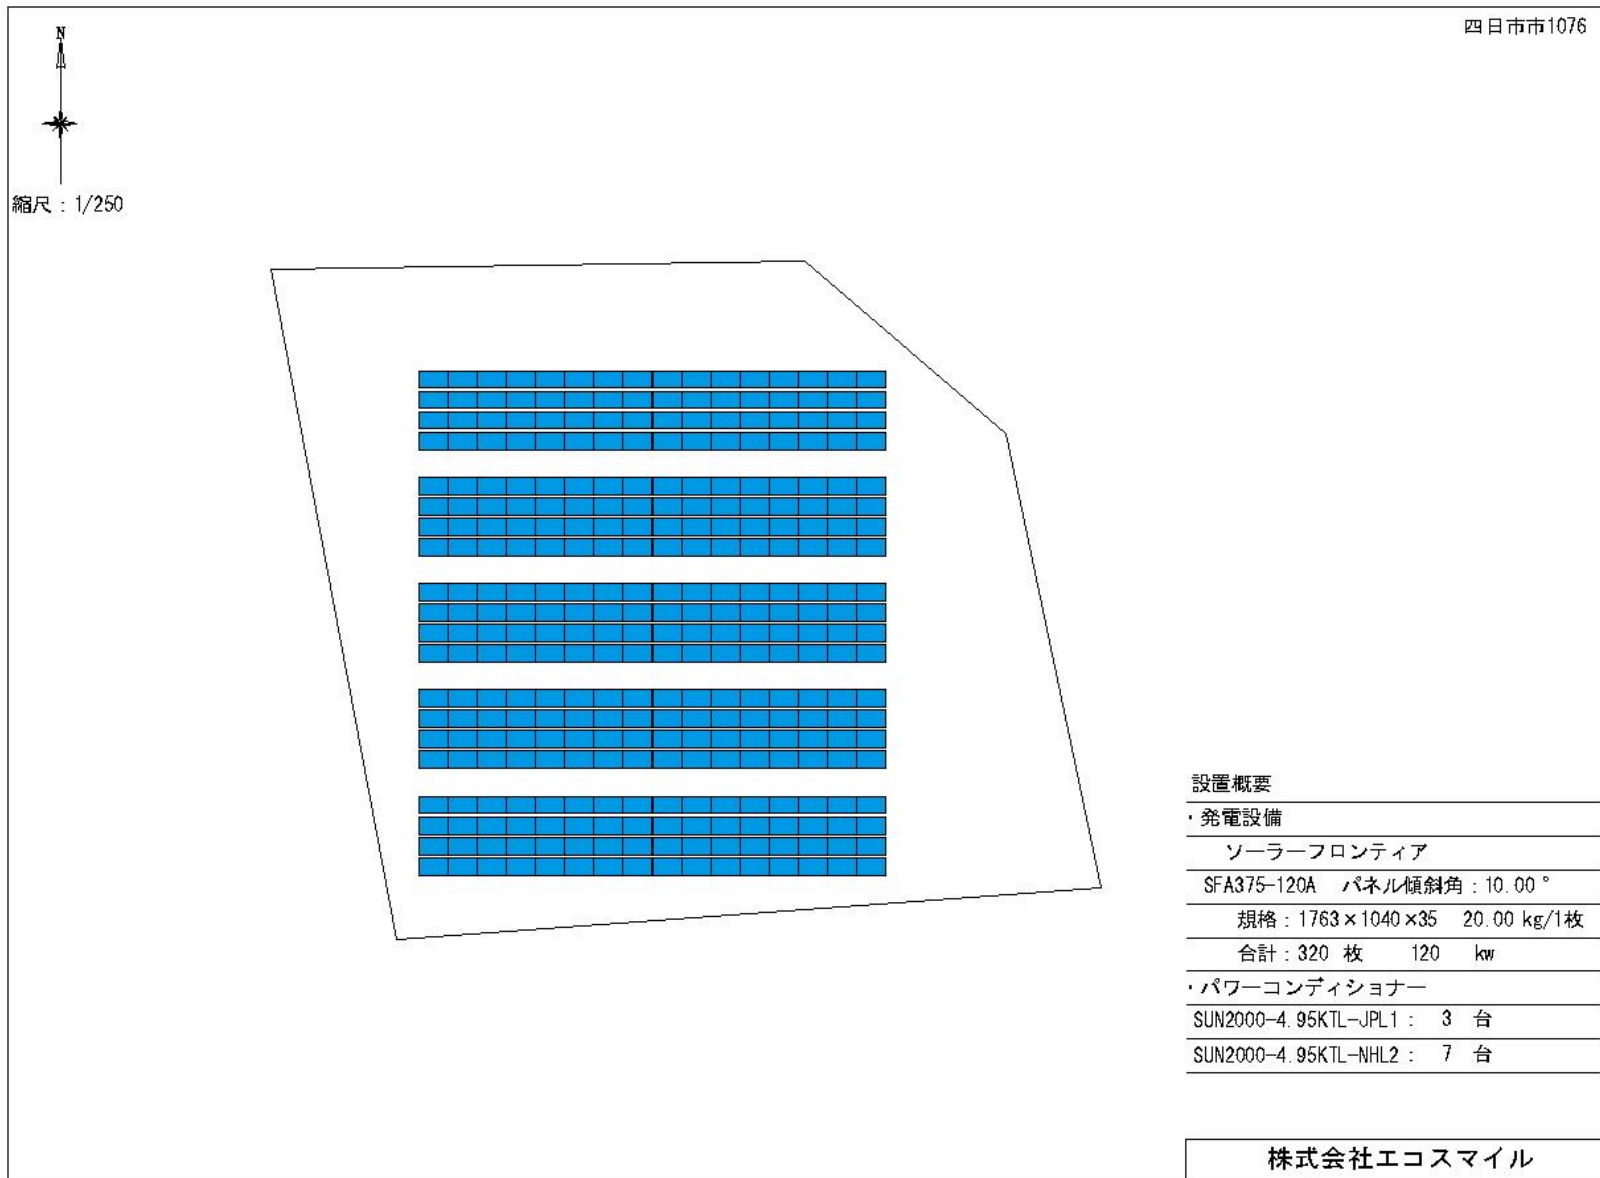 四日市市1076
N
縮尺：1/250
設置概要
・発電設備
ソーラーフロンティア
SFA375-120A パネル傾斜角：10.00°
規格：1763×1040×35 20.00 kg/1枚
合計：320 枚 120 kw
・パワーコンディショナー
SUN2000-4.95KTL-JPL1： 3 台
SUN2000-4.95KTL-NHL2： 7 台
株式会社エコスマイル